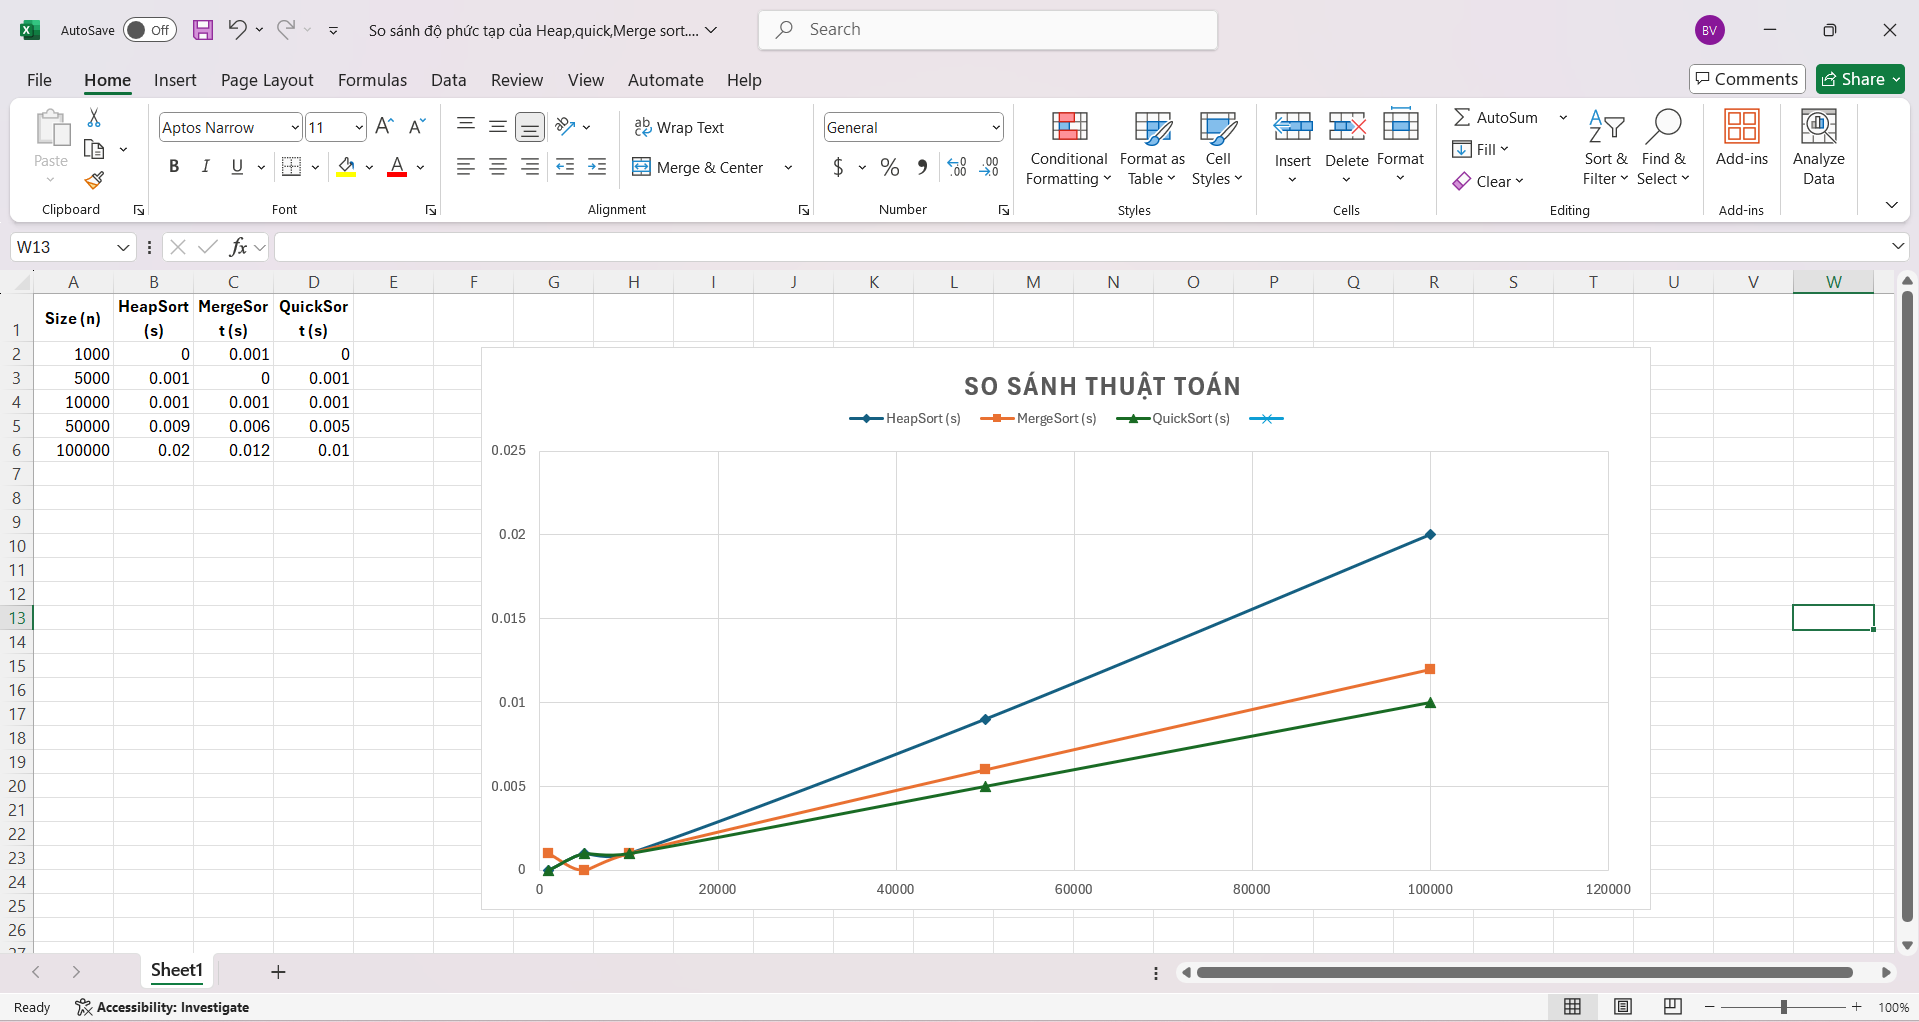 AutoSave Off So sánh độ phức tạp của Heap,quick,Merge sort.... Search BV
File Home Insert Page Layout Formulas Data Review View Automate Help Comments Share
Paste
Clipboard
Aptos Narrow 11
B I U A
Font
Wrap Text
Merge & Center
Alignment
General
$ % 9
Number
Conditional Formatting
Format as Table
Cell Styles
Styles
Insert Delete Format
Cells
AutoSum
Fill
Clear
Sort & Filter
Find & Select
Editing
Add-ins
Add-ins
Analyze Data
W13 fx
A B C D E F G H I J K L M N O P Q R S T U V W
1 Size (n) HeapSort (s) MergeSort (s) QuickSort (s)
2 1000 0 0.001 0
3 5000 0.001 0 0.001
4 10000 0.001 0.001 0.001
5 50000 0.009 0.006 0.005
6 100000 0.02 0.012 0.01
7
8
9
10
11
12
13
14
15
16
17
18
19
20
21
22
23
24
25
26
27
SO SÁNH THUẬT TOÁN
HeapSort (s) MergeSort (s) QuickSort (s)
0.025
0.02
0.015
0.01
0.005
0
0 20000 40000 60000 80000 100000 120000
Sheet1
Ready Accessibility: Investigate 100%